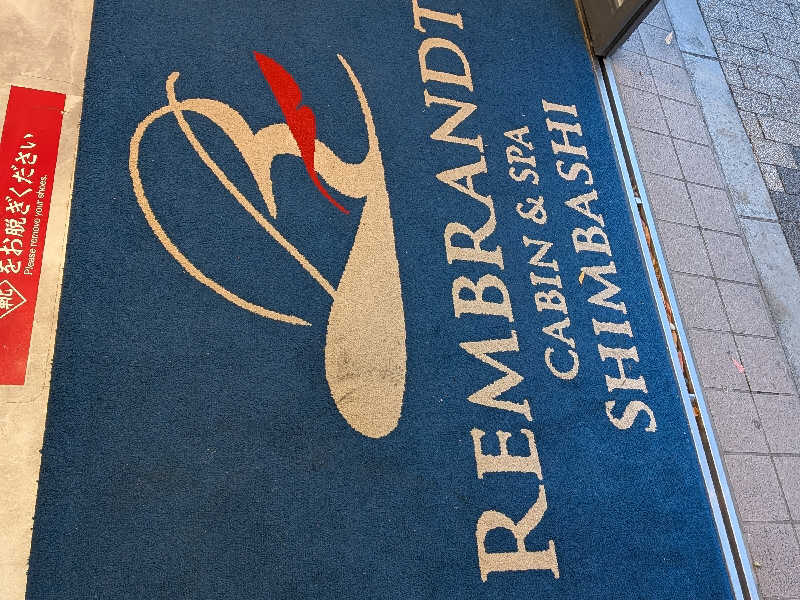 REMBRANDT
CABIN & SPA
SHIMBASHI
靴をお脱ぎください
Please remove your shoes.